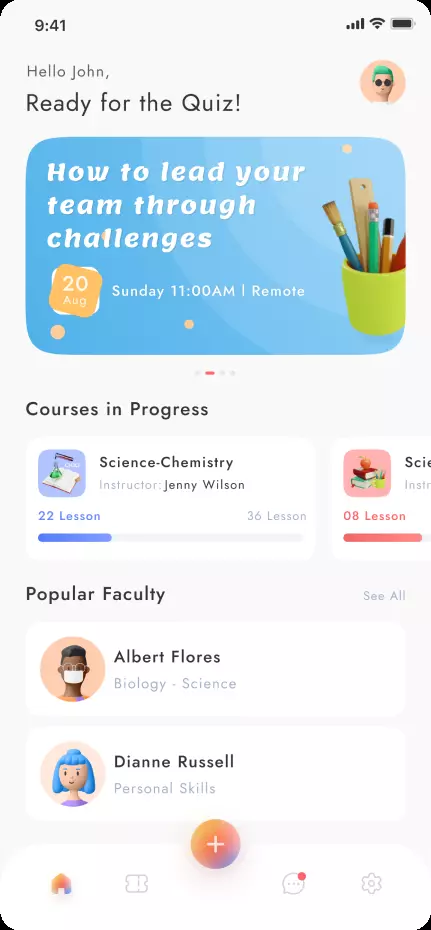 9:41
Hello John,
Ready for the Quiz!
How to lead your
team through
challenges
20
Aug
Sunday 11:00AM | Remote
Courses in Progress
Science-Chemistry
Instructor: Jenny Wilson
22 Lesson
36 Lesson
Scie
Instr
08 Lesson
Popular Faculty
See All
Albert Flores
Biology - Science
Dianne Russell
Personal Skills